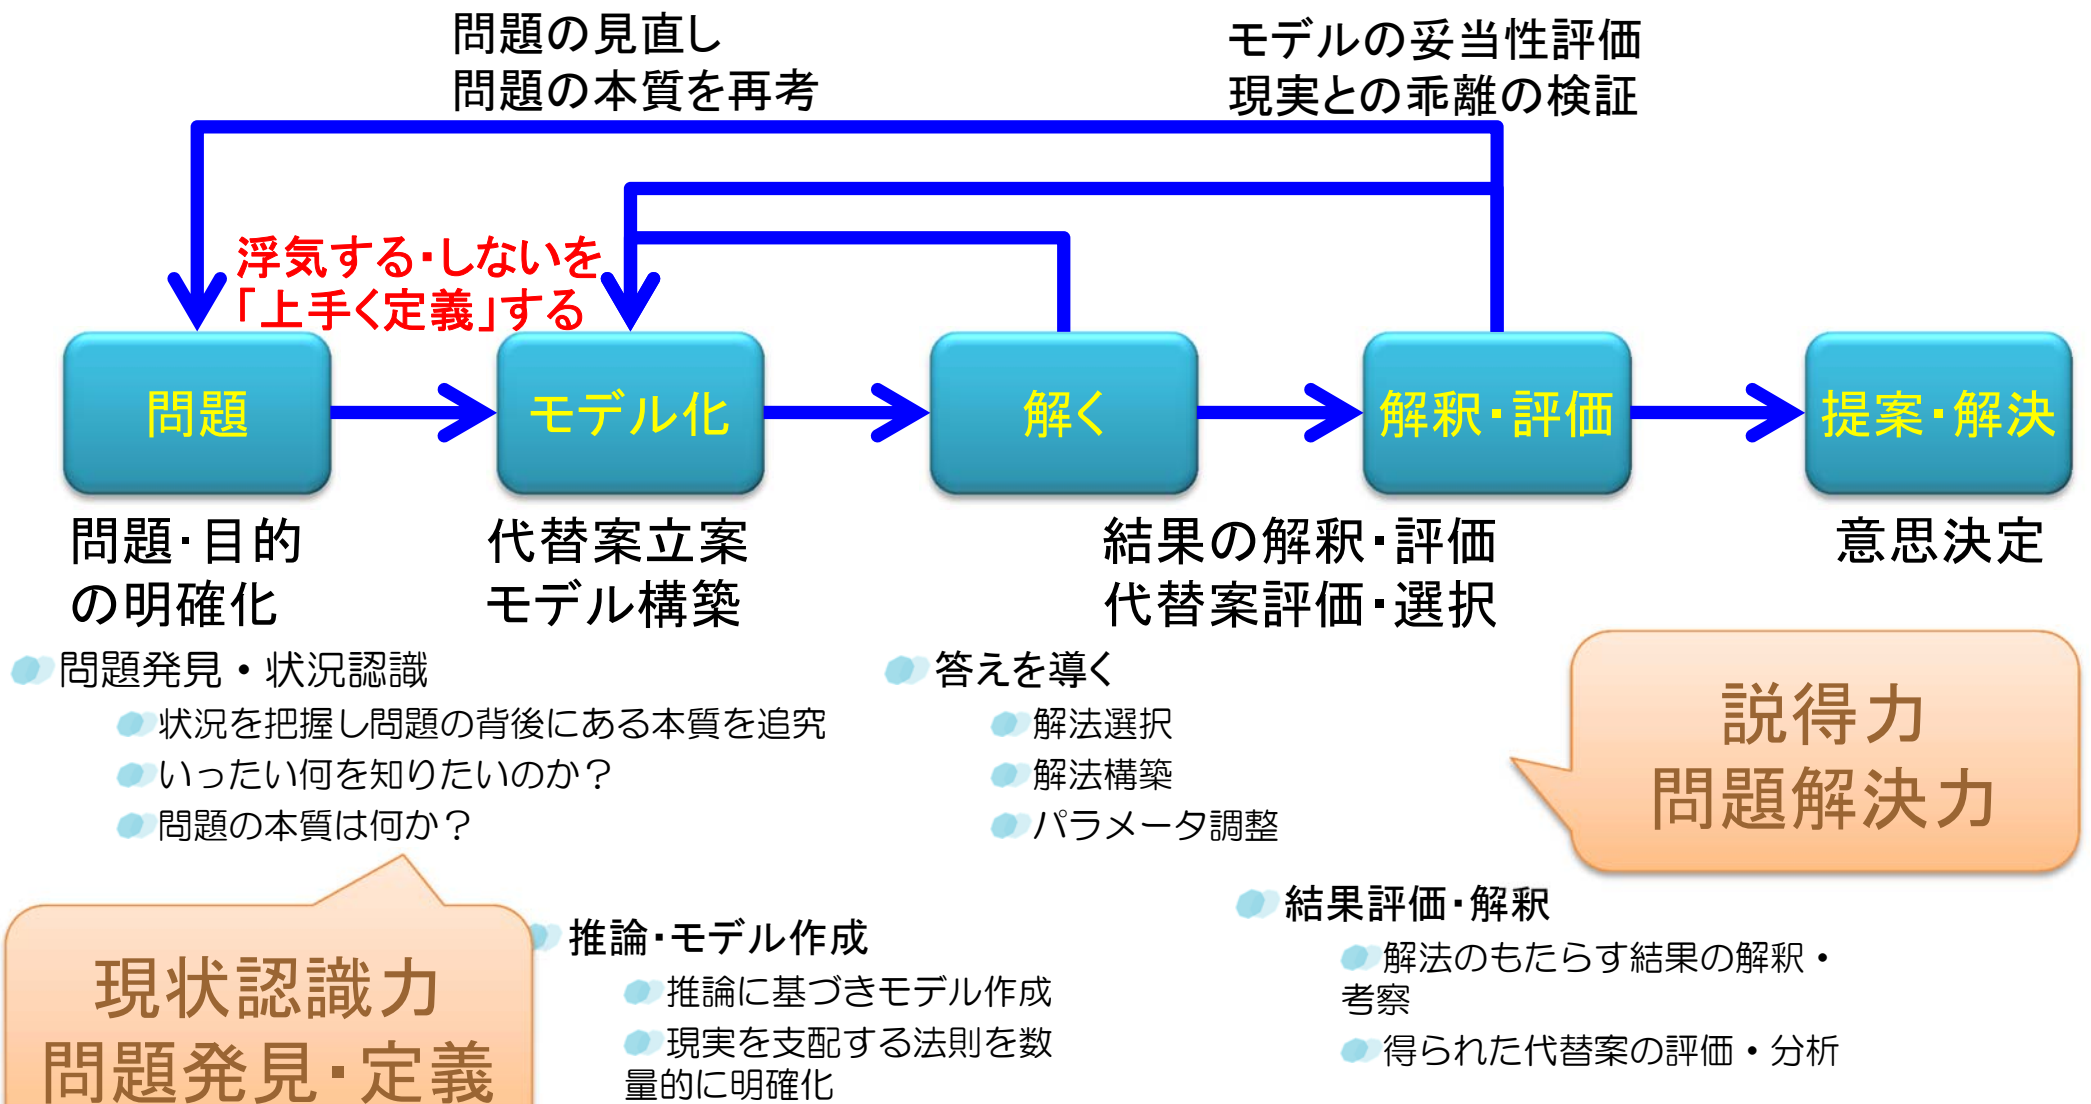 問題の見直し
問題の本質を再考
モデルの妥当性評価
現実との乖離の検証
浮気する・しないを
「上手く定義」する
問題
モデル化
解く
解釈・評価
提案・解決
問題・目的
の明確化
代替案立案
モデル構築
結果の解釈・評価
代替案評価・選択
意思決定
問題発見・状況認識
状況を把握し問題の背後にある本質を追究
いったい何を知りたいのか？
問題の本質は何か？
答えを導く
解法選択
解法構築
パラメータ調整
説得力
問題解決力
現状認識力
問題発見・定義
推論・モデル作成
推論に基づきモデル作成
現実を支配する法則を数
量的に明確化
結果評価・解釈
解法のもたらす結果の解釈・
考察
得られた代替案の評価・分析